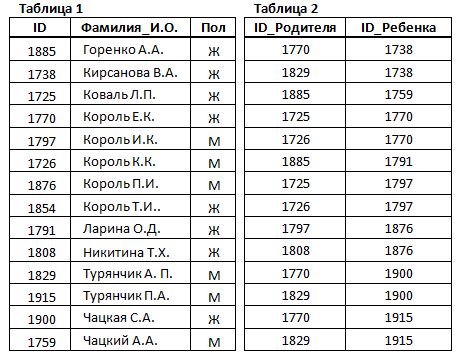 Таблица 1 Таблица 2
ID Фамилия_И.О. Пол ID_Родителя ID_Ребенка
1885 Горенко А.А. Ж 1770 1738
1738 Кирсанова В.А. Ж 1829 1738
1725 Коваль Л.П. Ж 1885 1759
1770 Король Е.К. Ж 1725 1770
1797 Король И.К. М 1726 1770
1726 Король К.К. М 1885 1791
1876 Король П.И. М 1725 1797
1854 Король Т.И.. Ж 1726 1797
1791 Ларина О.Д. Ж 1797 1876
1808 Никитина Т.Х. Ж 1808 1876
1829 Турянчик А. П. М 1770 1900
1915 Турянчик П.А. М 1829 1900
1900 Чацкая С.А. Ж 1770 1915
1759 Чацкий А.А. М 1829 1915